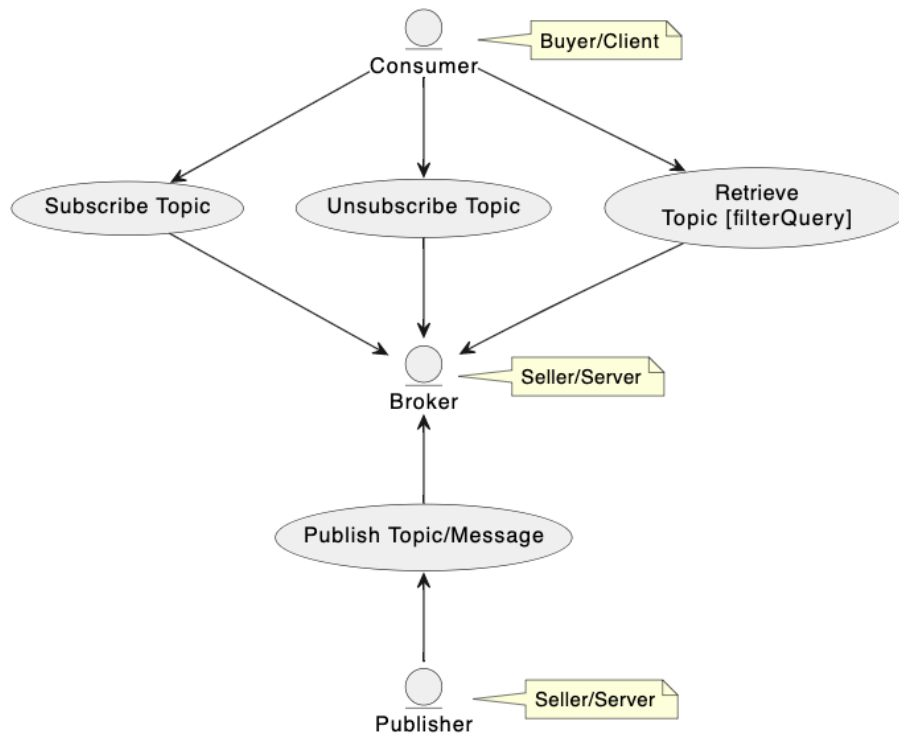 Buyer/Client
Consumer
Subscribe Topic
Unsubscribe Topic
Retrieve
Topic [filterQuery]
Seller/Server
Broker
Publish Topic/Message
Seller/Server
Publisher